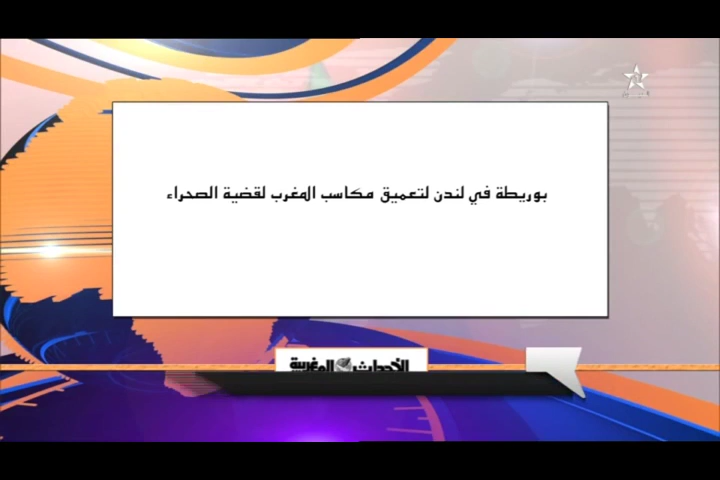 بوريطة في لندن لتعميق مكاسب المغرب لقضية الصحراء
الأحداث المغربية